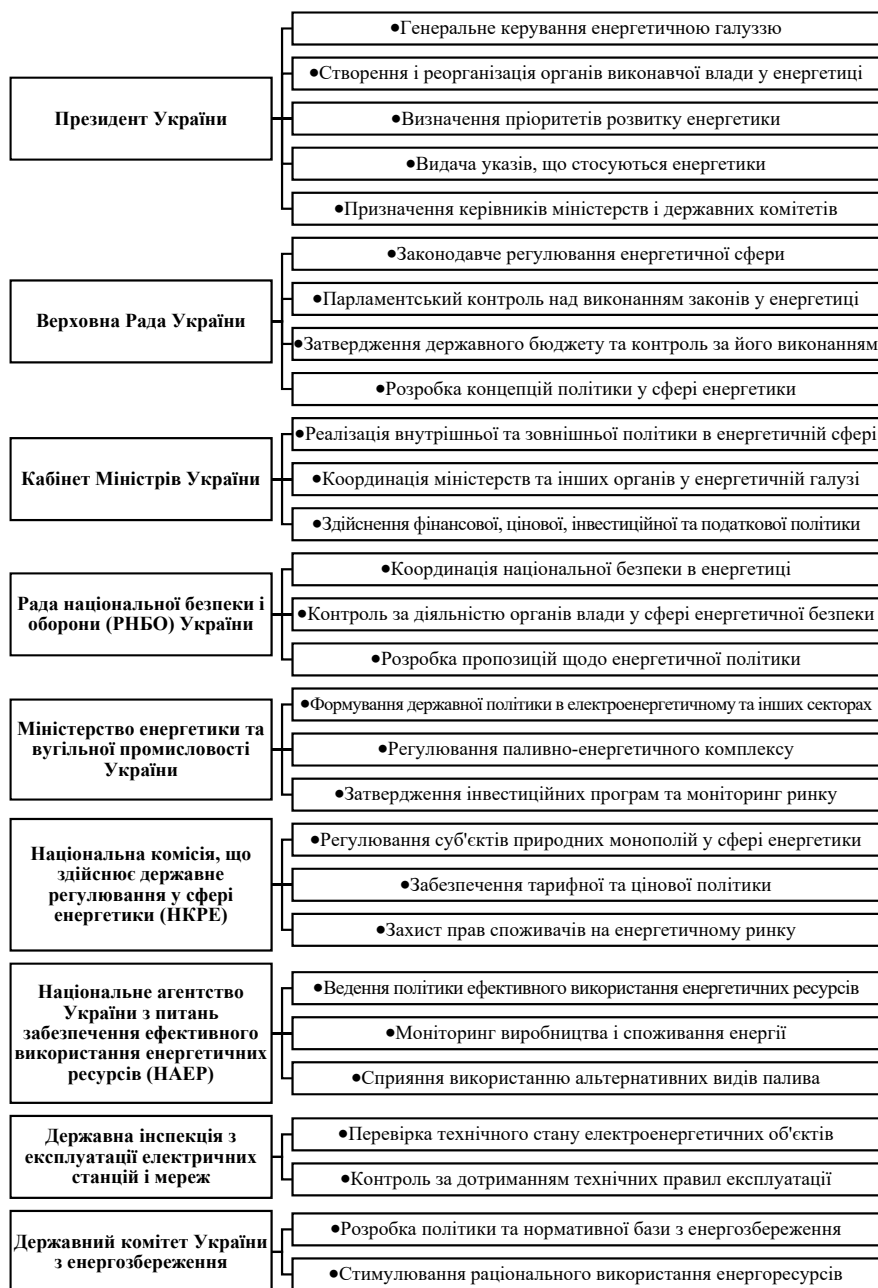 Президент України
•Генеральне керування енергетичною галуззю
•Створення і реорганізація органів виконавчої влади у енергетиці
•Визначення пріоритетів розвитку енергетики
•Видача указів, що стосуються енергетики
•Призначення керівників міністерств і державних комітетів
Верховна Рада України
•Законодавче регулювання енергетичної сфери
•Парламентський контроль над виконанням законів у енергетиці
•Затвердження державного бюджету та контроль за його виконанням
•Розробка концепцій політики у сфері енергетики
Кабінет Міністрів України
•Реалізація внутрішньої та зовнішньої політики в енергетичній сфері
•Координація міністерств та інших органів у енергетичній галузі
•Здійснення фінансової, цінової, інвестиційної та податкової політики
Рада національної безпеки і
оборони (РНБО) України
•Координація національної безпеки в енергетиці
•Контроль за діяльністю органів влади у сфері енергетичної безпеки
•Розробка пропозицій щодо енергетичної політики
Міністерство енергетики та
вугільної промисловості
України
•Формування державної політики в електроенергетичному та інших секторах
•Регулювання паливно-енергетичного комплексу
•Затвердження інвестиційних програм та моніторинг ринку
Національна комісія, що
здійснює державне
регулювання у сфері
енергетики (НКРЕ)
•Регулювання суб'єктів природних монополій у сфері енергетики
•Забезпечення тарифної та цінової політики
•Захист прав споживачів на енергетичному ринку
Національне агентство
України з питань
забезпечення ефективного
використання енергетичних
ресурсів (НАЕР)
•Ведення політики ефективного використання енергетичних ресурсів
•Моніторинг виробництва і споживання енергії
•Сприяння використанню альтернативних видів палива
Державна інспекція з
експлуатації електричних
станцій і мереж
•Перевірка технічного стану електроенергетичних об'єктів
•Контроль за дотриманням технічних правил експлуатації
Державний комітет України
з енергозбереження
•Розробка політики та нормативної бази з енергозбереження
•Стимулювання раціонального використання енергоресурсів